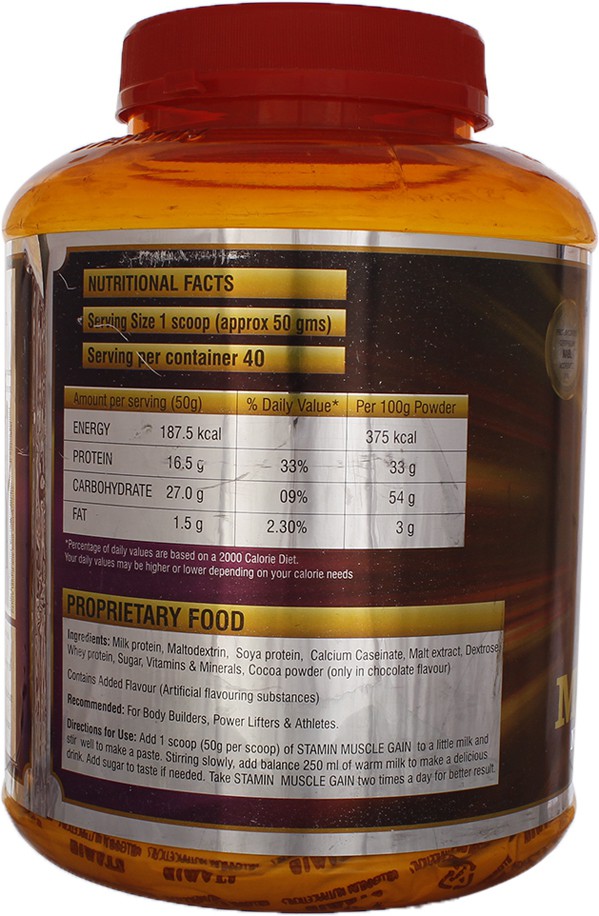 NUTRITIONAL FACTS
Serving Size 1 scoop (approx 50 gms)
Serving per container 40
Amount per serving (50g) % Daily Value* Per 100g Powder
ENERGY 187.5 kcal 375 kcal
PROTEIN 16.5 g 33% 33 g
CARBOHYDRATE 27.0 g 09% 54 g
FAT 1.5 g 2.30% 3 g
*Percentage of daily values are based on a 2000 Calorie Diet.
Your daily values may be higher or lower depending on your calorie needs
PROPRIETARY FOOD
Ingredients: Milk protein, Maltodextrin, Soya protein, Calcium Caseinate, Malt extract, Dextrose
Whey protein, Sugar, Vitamins & Minerals, Cocoa powder (only in chocolate flavour)
Contains Added Flavour (Artificial flavouring substances)
Recommended: For Body Builders, Power Lifters & Athletes.
Directions for Use: Add 1 scoop (50g per scoop) of STAMIN MUSCLE GAIN to a little milk and
stir well to make a paste. Stirring slowly, add balance 250 ml of warm milk to make a delicious
drink. Add sugar to taste if needed. Take STAMIN MUSCLE GAIN two times a day for better result.
M